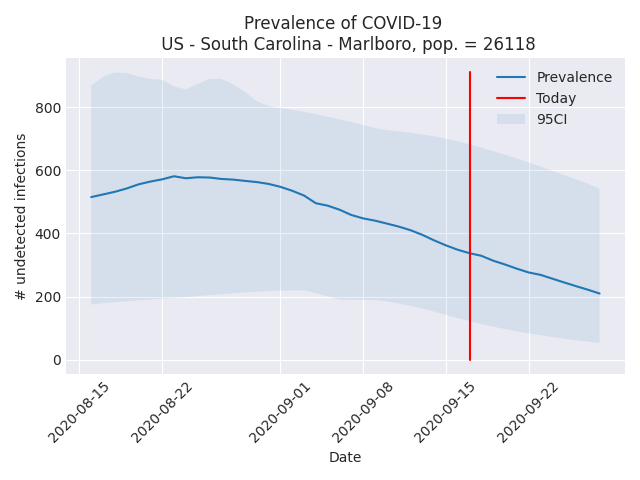 Prevalence of COVID-19
US - South Carolina - Marlboro, pop. = 26118
Prevalence
Today
95CI
# undetected infections
800
600
400
200
0
2020-08-15
2020-08-22
2020-09-01
2020-09-08
2020-09-15
2020-09-22
Date